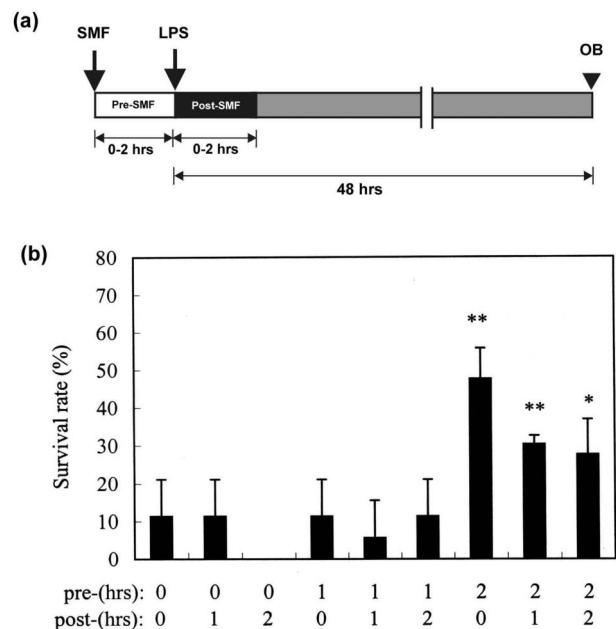 (a)
SMF LPS OB
Pre-SMF Post-SMF
0-2 hrs 0-2 hrs
48 hrs
(b)
Survival rate (%)
80
70
60
50
40
30
20
10
0
** ** *
pre-(hrs): 0 0 0 1 1 1 2 2 2
post-(hrs): 0 1 2 0 1 2 0 1 2